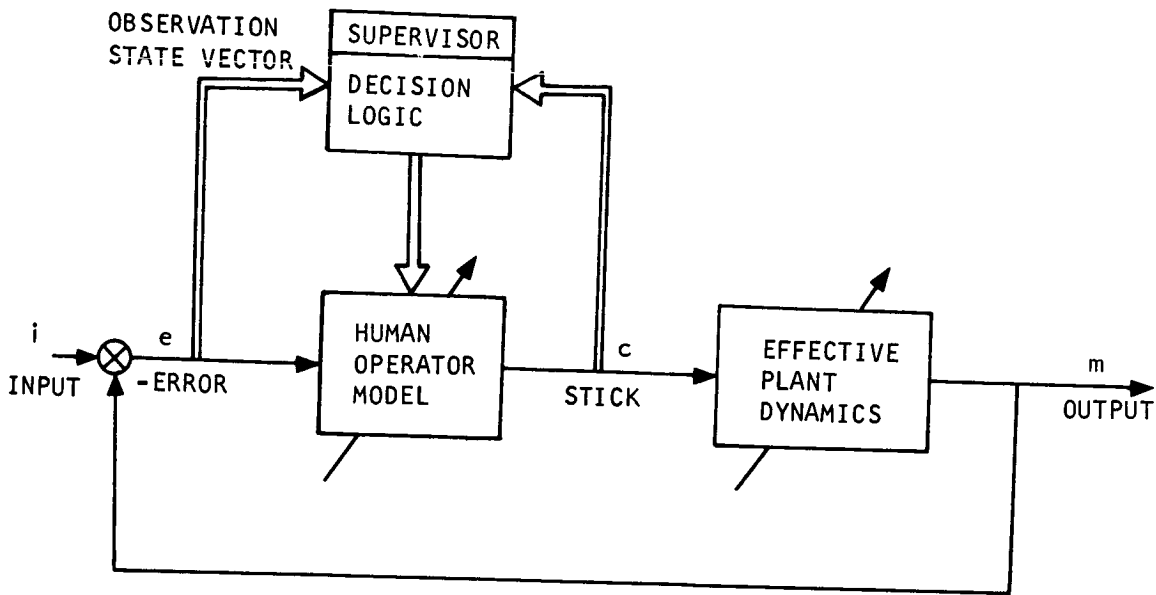 OBSERVATION
STATE VECTOR
SUPERVISOR
DECISION
LOGIC
i
INPUT
e
-ERROR
HUMAN
OPERATOR
MODEL
c
STICK
EFFECTIVE
PLANT
DYNAMICS
m
OUTPUT